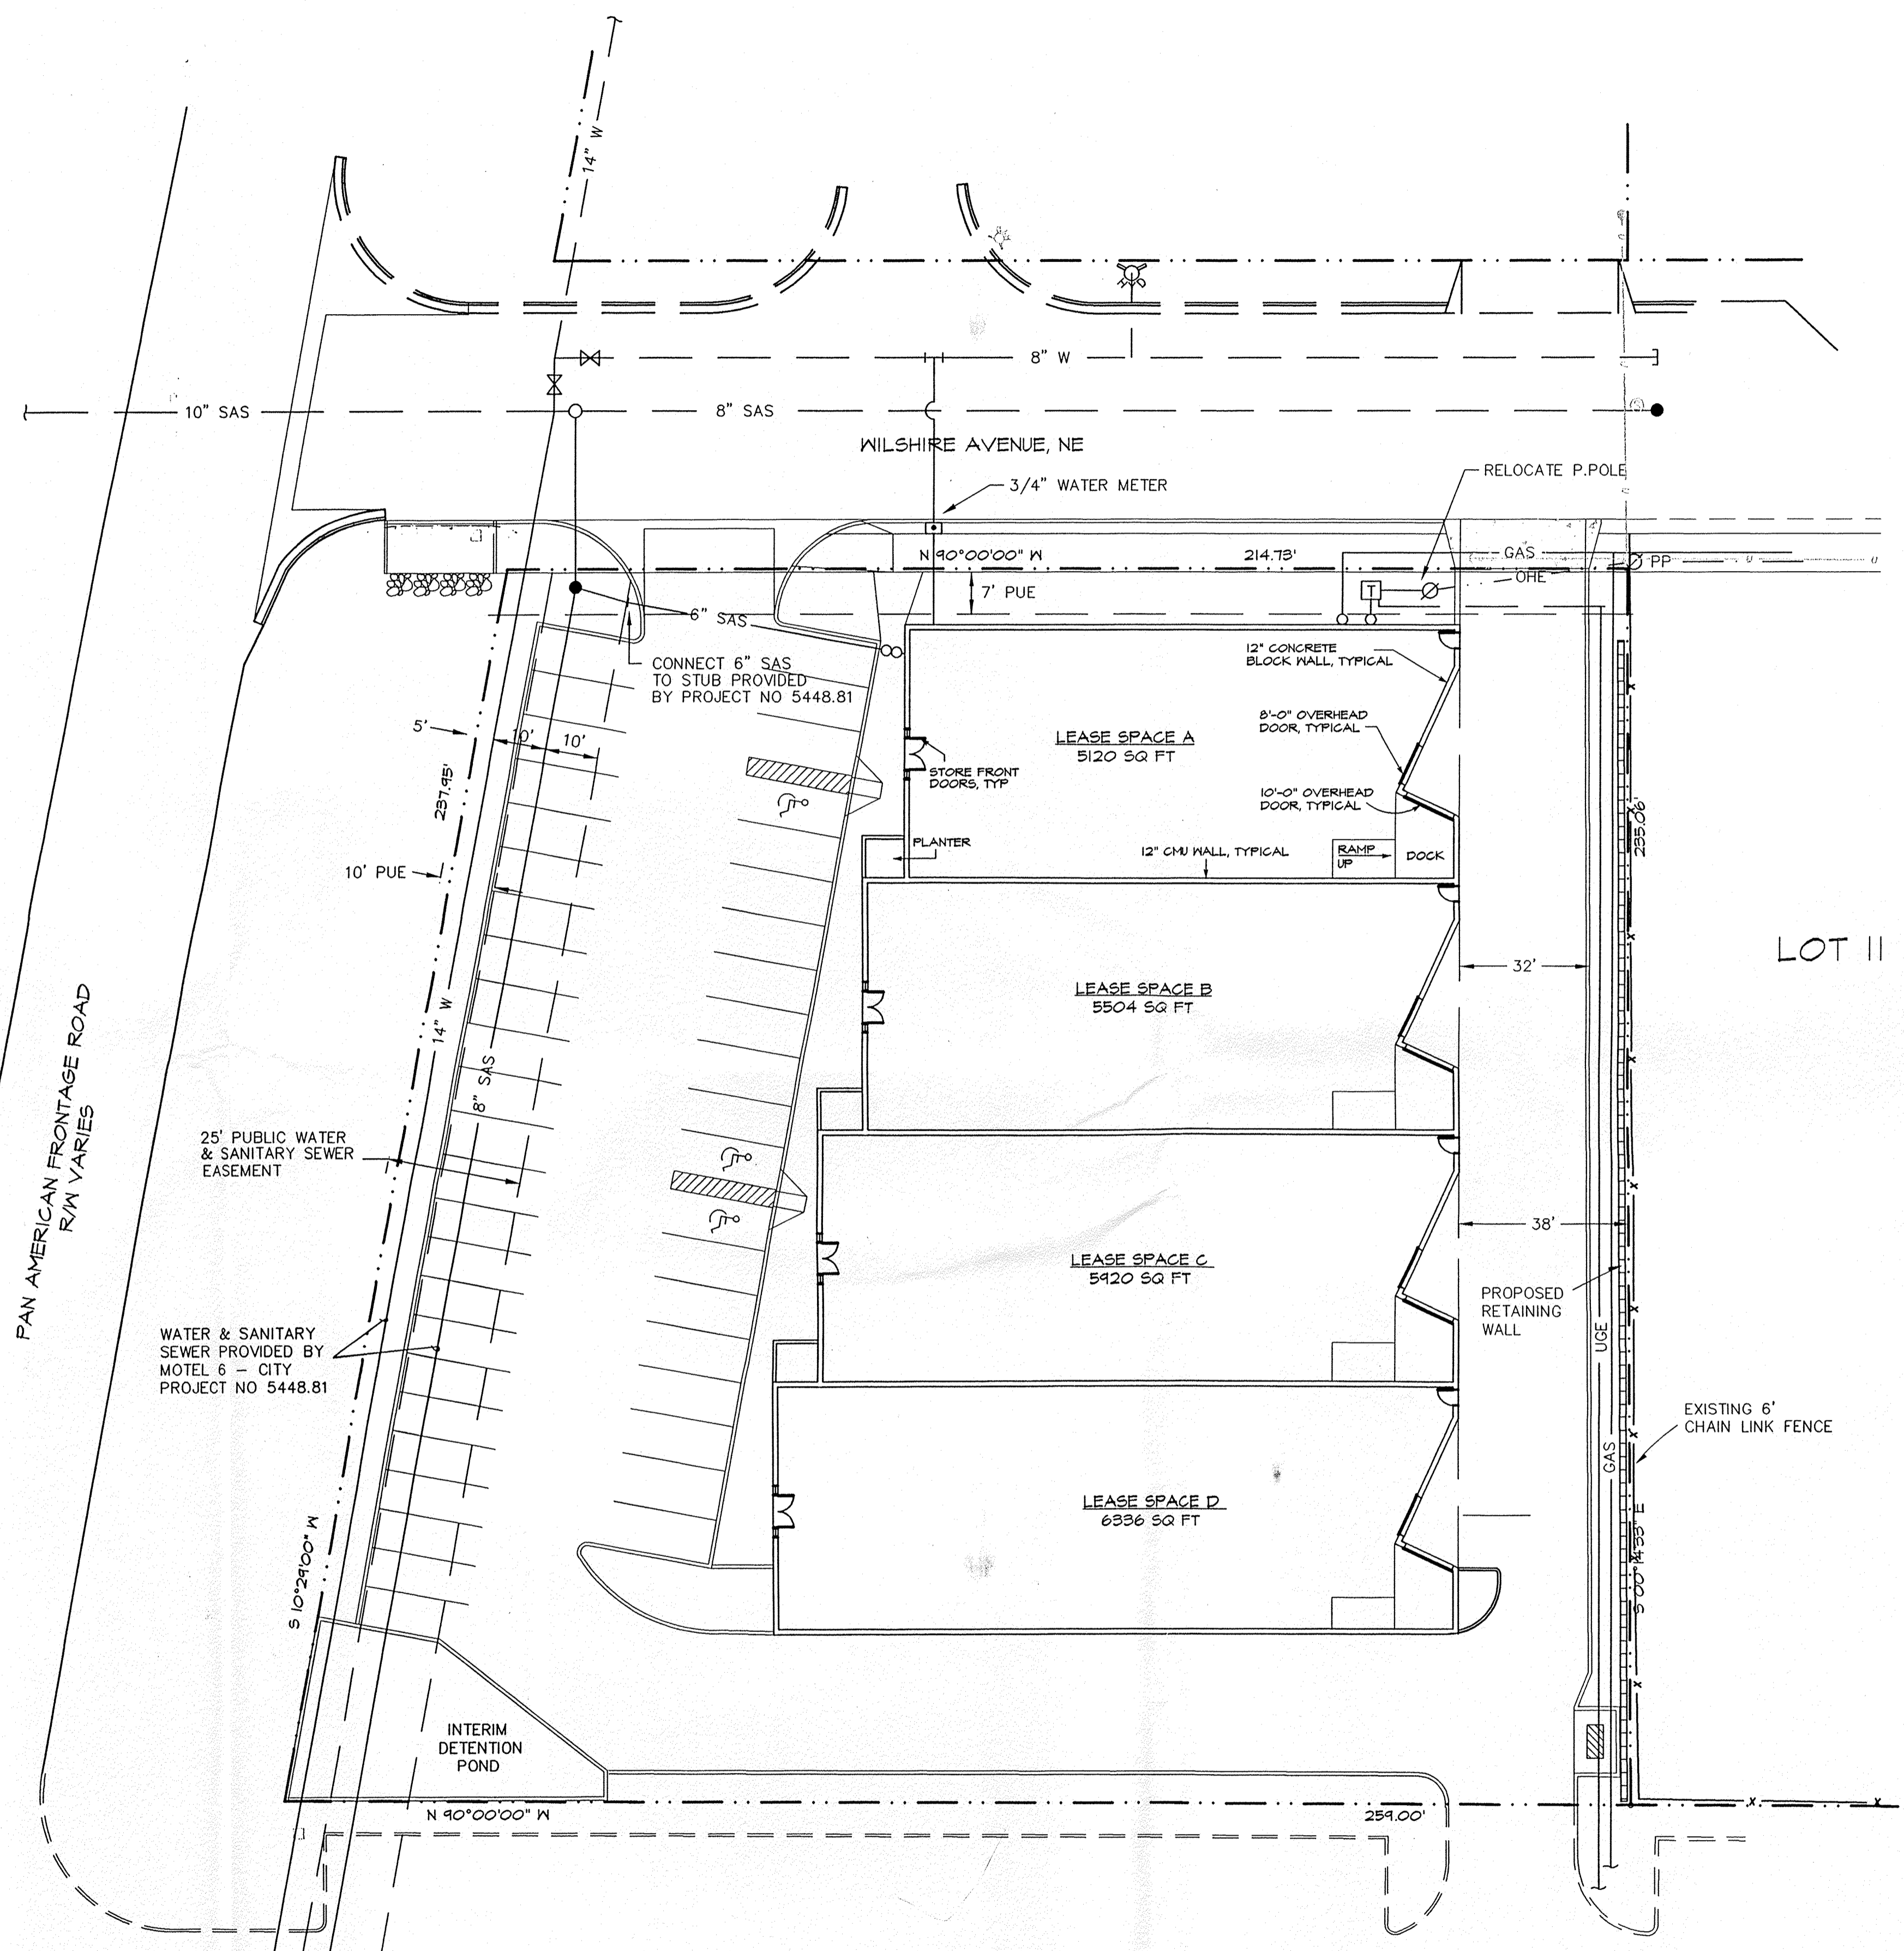 14" W
8" W
10" SAS
8" SAS
WILSHIRE AVENUE, NE
RELOCATE P.POLE
3/4" WATER METER
N 90°00'00" W
214.73'
GAS
PP
OHE
7' PUE
T
6" SAS
CONNECT 6" SAS
TO STUB PROVIDED
BY PROJECT NO 5448.81
12" CONCRETE
BLOCK WALL, TYPICAL
8'-0" OVERHEAD
DOOR, TYPICAL
LEASE SPACE A
5120 SQ FT
STORE FRONT
DOORS, TYP
10'-0" OVERHEAD
DOOR, TYPICAL
5'
10'
10'
237.95'
235.06'
PLANTER
12" CMU WALL, TYPICAL
RAMP
UP
DOCK
10' PUE
LOT 11
32'
LEASE SPACE B
5504 SQ FT
14" W
8" SAS
PAN AMERICAN FRONTAGE ROAD
R/W VARIES
25' PUBLIC WATER
& SANITARY SEWER
EASEMENT
38'
LEASE SPACE C
5920 SQ FT
PROPOSED
RETAINING
WALL
UGE
WATER & SANITARY
SEWER PROVIDED BY
MOTEL 6 – CITY
PROJECT NO 5448.81
EXISTING 6'
CHAIN LINK FENCE
GAS
LEASE SPACE D
6336 SQ FT
S 10°29'00" W
S 00°14'33" E
INTERIM
DETENTION
POND
N 90°00'00" W
259.00'